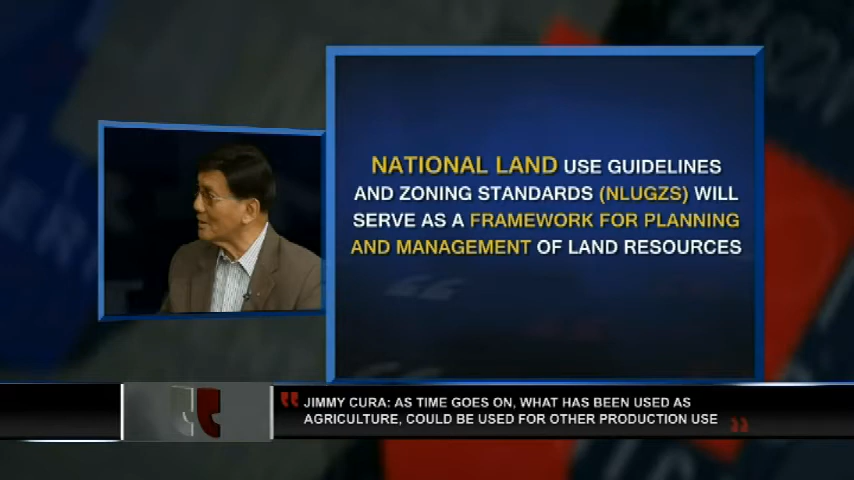 NATIONAL LAND USE GUIDELINES
AND ZONING STANDARDS (NLUGZS) WILL
SERVE AS A FRAMEWORK FOR PLANNING
AND MANAGEMENT OF LAND RESOURCES
JIMMY CURA: AS TIME GOES ON, WHAT HAS BEEN USED AS
AGRICULTURE, COULD BE USED FOR OTHER PRODUCTION USE